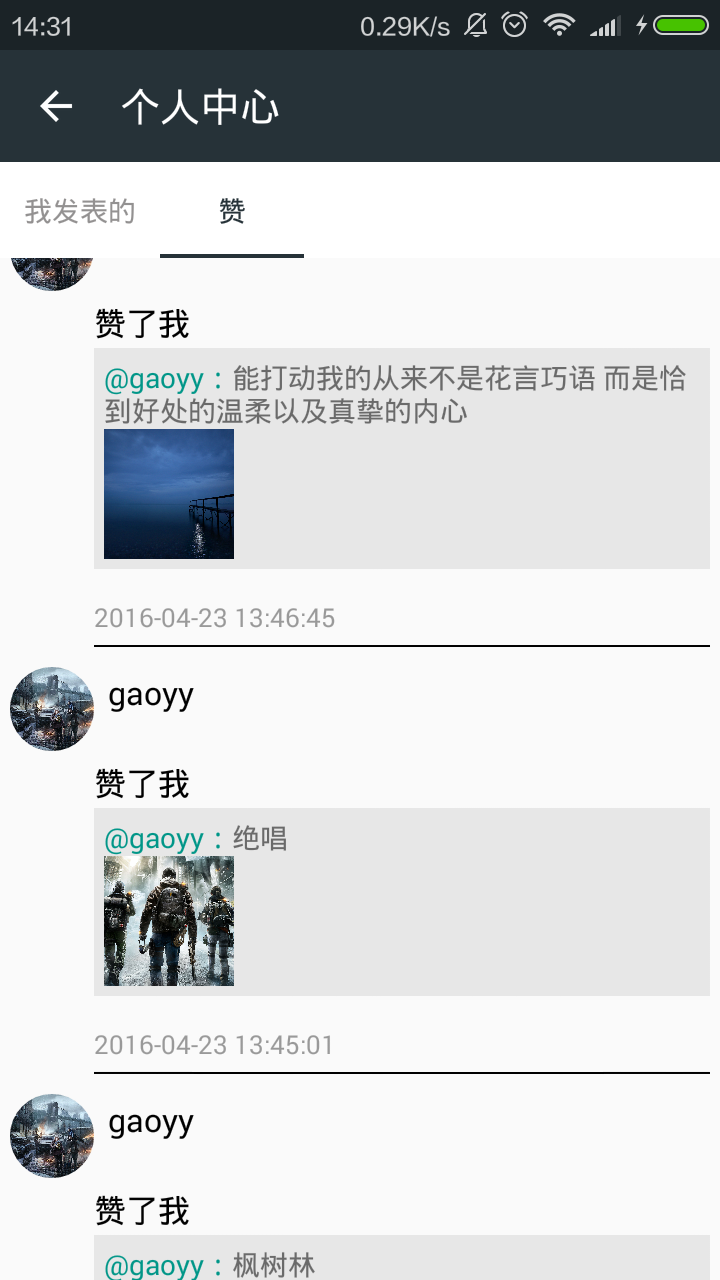 14:31 0.29K/s
个人中心
我发表的 赞
赞了我
@gaoyy：能打动我的从来不是花言巧语 而是恰
到好处的温柔以及真挚的内心
2016-04-23 13:46:45
gaoyy
赞了我
@gaoyy：绝唱
2016-04-23 13:45:01
gaoyy
赞了我
@gaoyy：枫树林